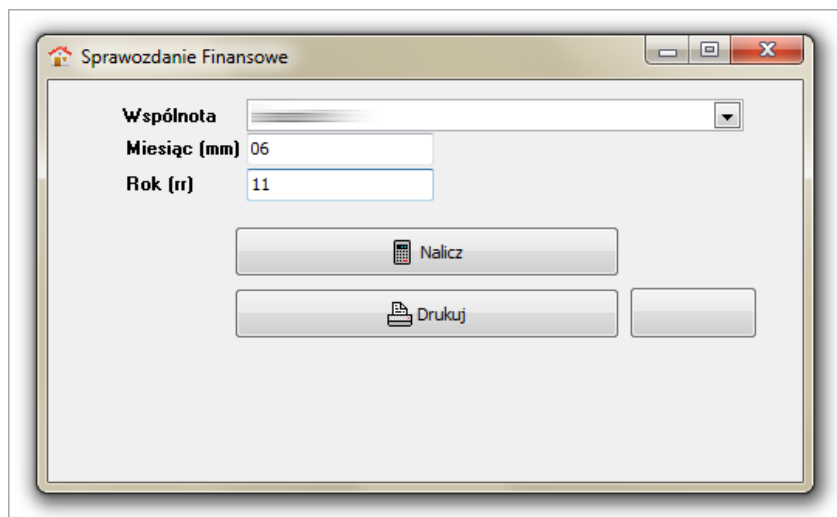 Sprawozdanie Finansowe
Wspólnota
Miesiąc (mm) 06
Rok (rr) 11
Nalicz
Drukuj